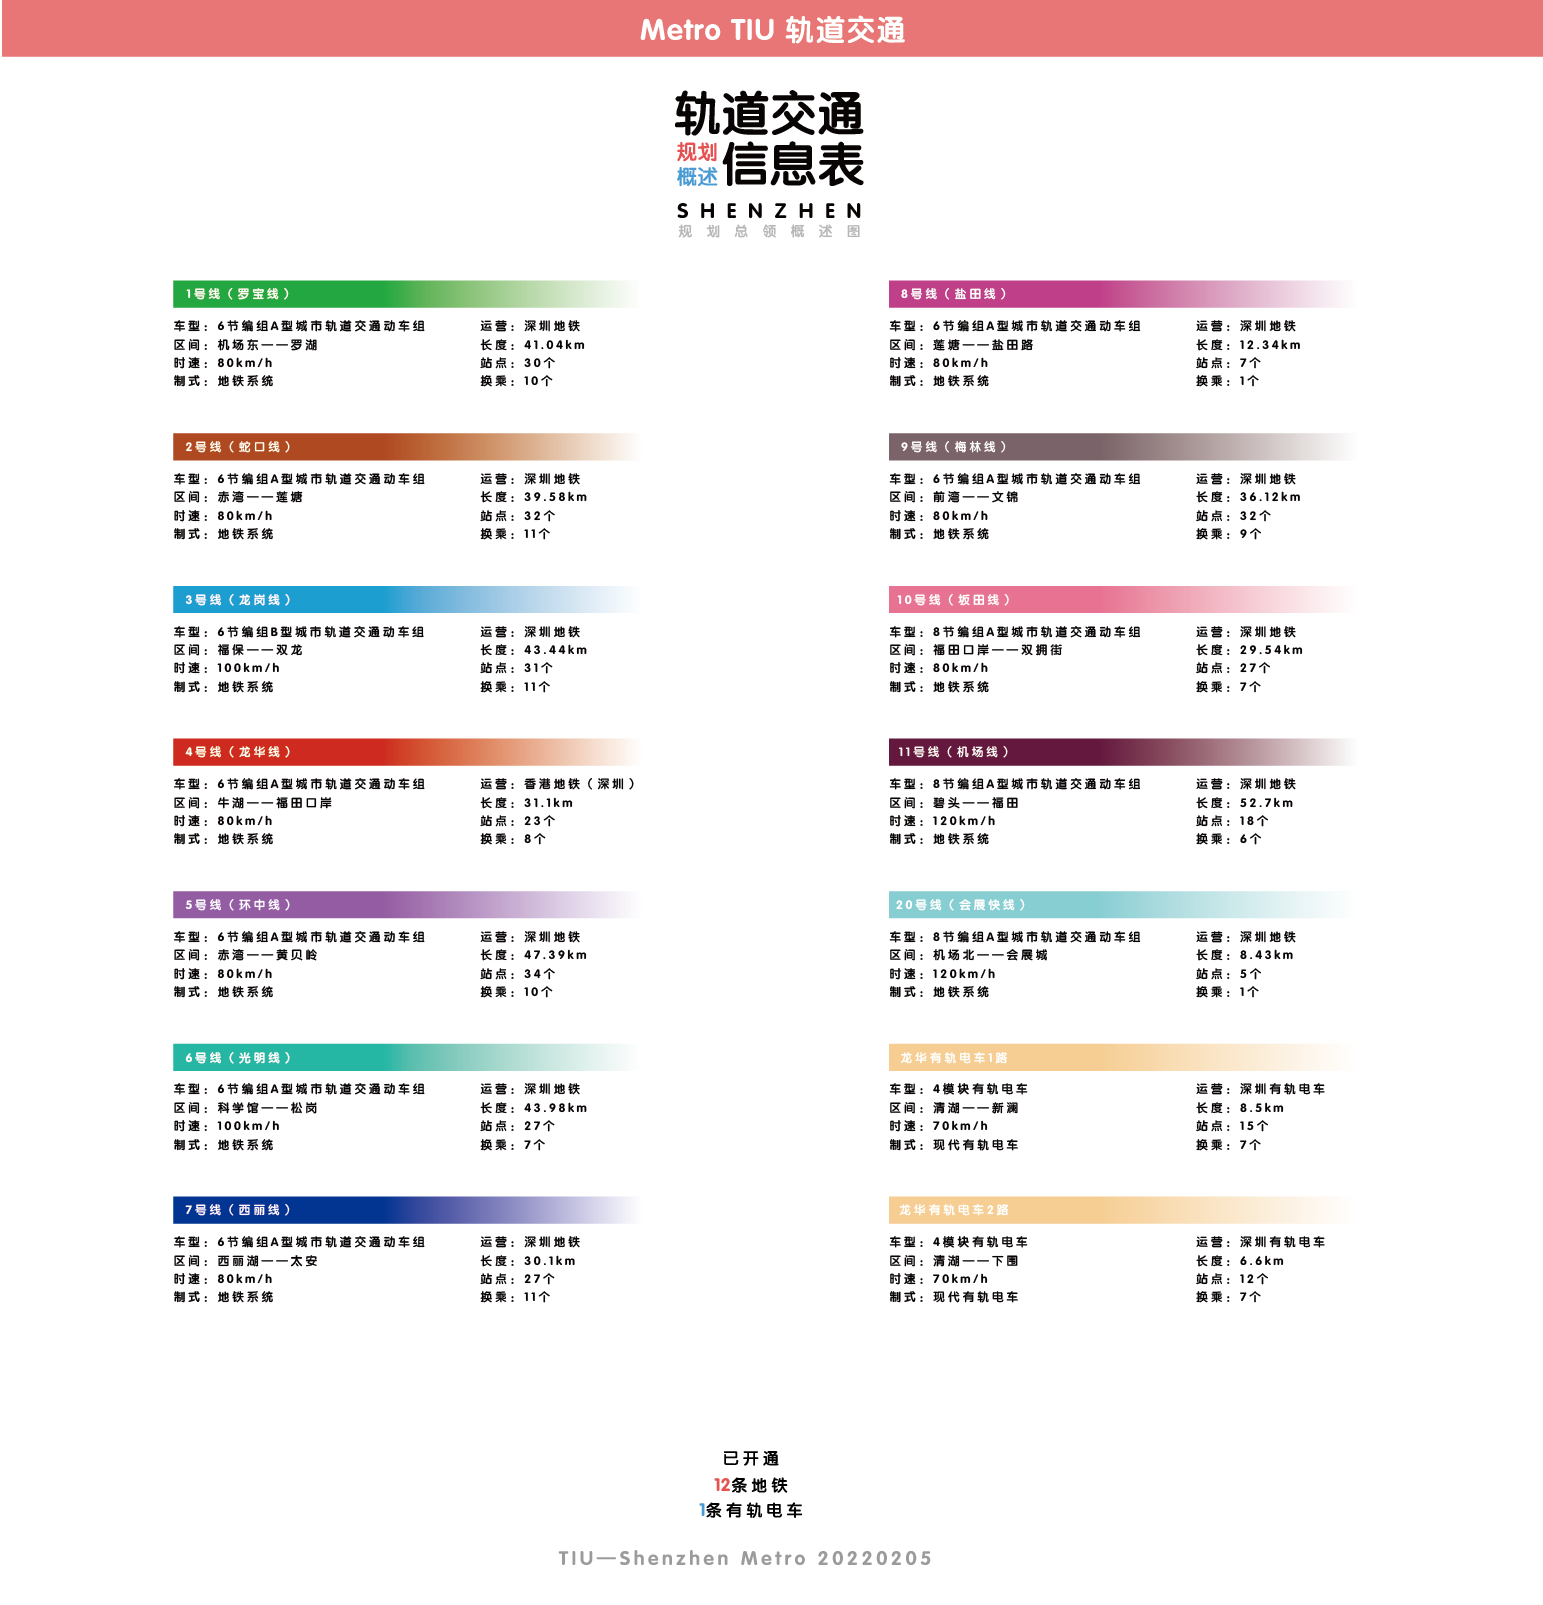 Metro TIU 轨道交通
轨道交通
规划
概述
信息表
SHENZHEN
规划总领概述图
1号线（罗宝线）
车型：6节编组A型城市轨道交通动车组
运营：深圳地铁
区间：机场东——罗湖
长度：41.04km
时速：80km/h
站点：30个
制式：地铁系统
换乘：10个
2号线（蛇口线）
车型：6节编组A型城市轨道交通动车组
运营：深圳地铁
区间：赤湾——莲塘
长度：39.58km
时速：80km/h
站点：32个
制式：地铁系统
换乘：11个
3号线（龙岗线）
车型：6节编组B型城市轨道交通动车组
运营：深圳地铁
区间：福保——双龙
长度：43.44km
时速：100km/h
站点：31个
制式：地铁系统
换乘：11个
4号线（龙华线）
车型：6节编组A型城市轨道交通动车组
运营：香港地铁（深圳）
区间：牛湖——福田口岸
长度：31.1km
时速：80km/h
站点：23个
制式：地铁系统
换乘：8个
5号线（环中线）
车型：6节编组A型城市轨道交通动车组
运营：深圳地铁
区间：赤湾——黄贝岭
长度：47.39km
时速：80km/h
站点：34个
制式：地铁系统
换乘：10个
6号线（光明线）
车型：6节编组A型城市轨道交通动车组
运营：深圳地铁
区间：科学馆——松岗
长度：43.98km
时速：100km/h
站点：27个
制式：地铁系统
换乘：7个
7号线（西丽线）
车型：6节编组A型城市轨道交通动车组
运营：深圳地铁
区间：西丽湖——太安
长度：30.1km
时速：80km/h
站点：27个
制式：地铁系统
换乘：11个
8号线（盐田线）
车型：6节编组A型城市轨道交通动车组
运营：深圳地铁
区间：莲塘——盐田路
长度：12.34km
时速：80km/h
站点：7个
制式：地铁系统
换乘：1个
9号线（梅林线）
车型：6节编组A型城市轨道交通动车组
运营：深圳地铁
区间：前湾——文锦
长度：36.12km
时速：80km/h
站点：32个
制式：地铁系统
换乘：9个
10号线（坂田线）
车型：8节编组A型城市轨道交通动车组
运营：深圳地铁
区间：福田口岸——双拥街
长度：29.54km
时速：80km/h
站点：27个
制式：地铁系统
换乘：7个
11号线（机场线）
车型：8节编组A型城市轨道交通动车组
运营：深圳地铁
区间：碧头——福田
长度：52.7km
时速：120km/h
站点：18个
制式：地铁系统
换乘：6个
20号线（会展快线）
车型：8节编组A型城市轨道交通动车组
运营：深圳地铁
区间：机场北——会展城
长度：8.43km
时速：120km/h
站点：5个
制式：地铁系统
换乘：1个
龙华有轨电车1路
车型：4模块有轨电车
运营：深圳有轨电车
区间：清湖——新澜
长度：8.5km
时速：70km/h
站点：15个
制式：现代有轨电车
换乘：7个
龙华有轨电车2路
车型：4模块有轨电车
运营：深圳有轨电车
区间：清湖——下围
长度：6.6km
时速：70km/h
站点：12个
制式：现代有轨电车
换乘：7个
已开通
12条地铁
1条有轨电车
TIU—Shenzhen Metro 20220205